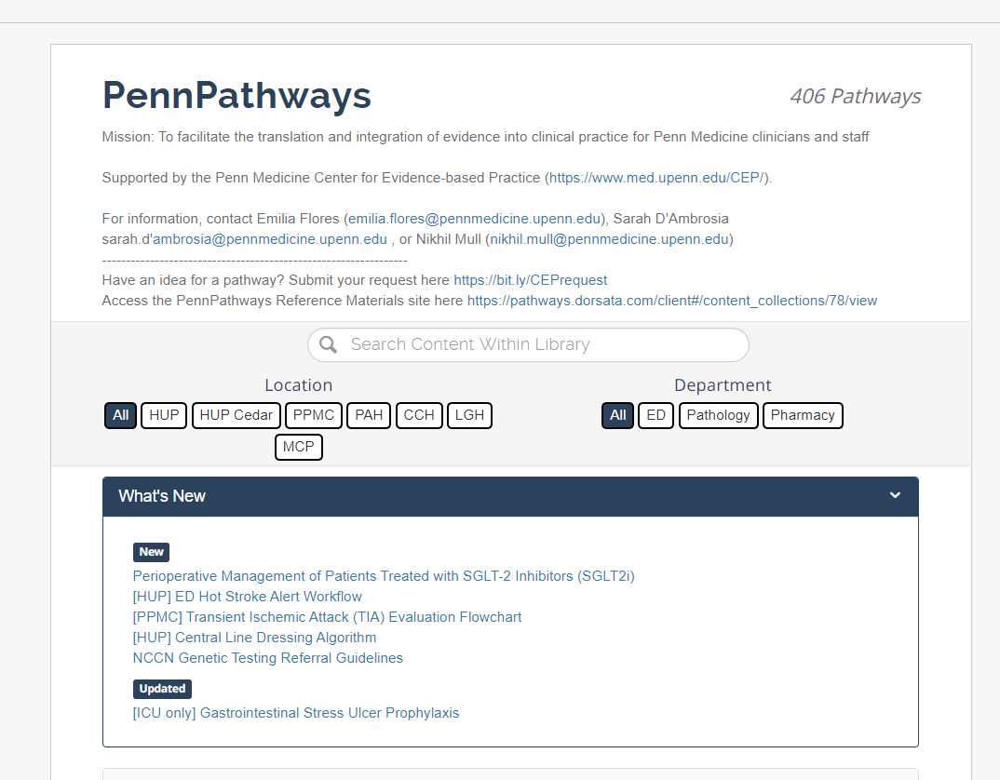 PennPathways
406 Pathways
Mission: To facilitate the translation and integration of evidence into clinical practice for Penn Medicine clinicians and staff
Supported by the Penn Medicine Center for Evidence-based Practice (https://www.med.upenn.edu/CEP/).
For information, contact Emilia Flores (emilia.flores@pennmedicine.upenn.edu), Sarah D'Ambrosia
sarah.d'ambrosia@pennmedicine.upenn.edu , or Nikhil Mull (nikhil.mull@pennmedicine.upenn.edu)
----------------------------------------------------------------
Have an idea for a pathway? Submit your request here https://bit.ly/CEPrequest
Access the PennPathways Reference Materials site here https://pathways.dorsata.com/client#/content_collections/78/view
Search Content Within Library
Location
All HUP HUP Cedar PPMC PAH CCH LGH
MCP
Department
All ED Pathology Pharmacy
What's New
New
Perioperative Management of Patients Treated with SGLT-2 Inhibitors (SGLT2i)
[HUP] ED Hot Stroke Alert Workflow
[PPMC] Transient Ischemic Attack (TIA) Evaluation Flowchart
[HUP] Central Line Dressing Algorithm
NCCN Genetic Testing Referral Guidelines
Updated
[ICU only] Gastrointestinal Stress Ulcer Prophylaxis